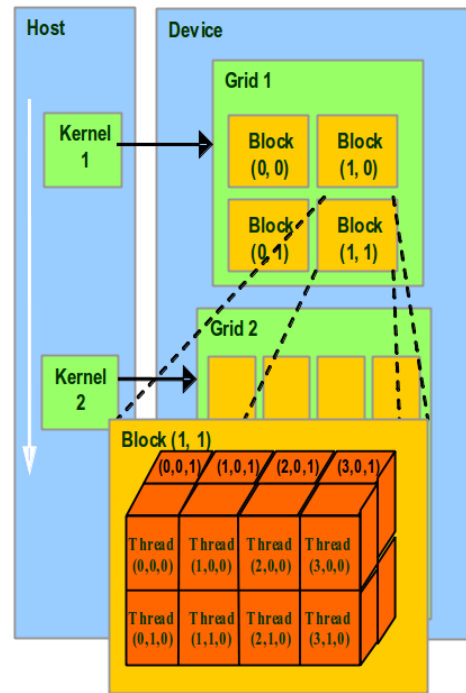 Host
Device
Grid 1
Kernel
1
Block
(0, 0)
Block
(1, 0)
Block
(0, 1)
Block
(1, 1)
Grid 2
Kernel
2
Block (1, 1)
(0,0,1) (1,0,1) (2,0,1) (3,0,1)
Thread Thread Thread Thread
(0,0,0) (1,0,0) (2,0,0) (3,0,0)
Thread Thread Thread Thread
(0,1,0) (1,1,0) (2,1,0) (3,1,0)